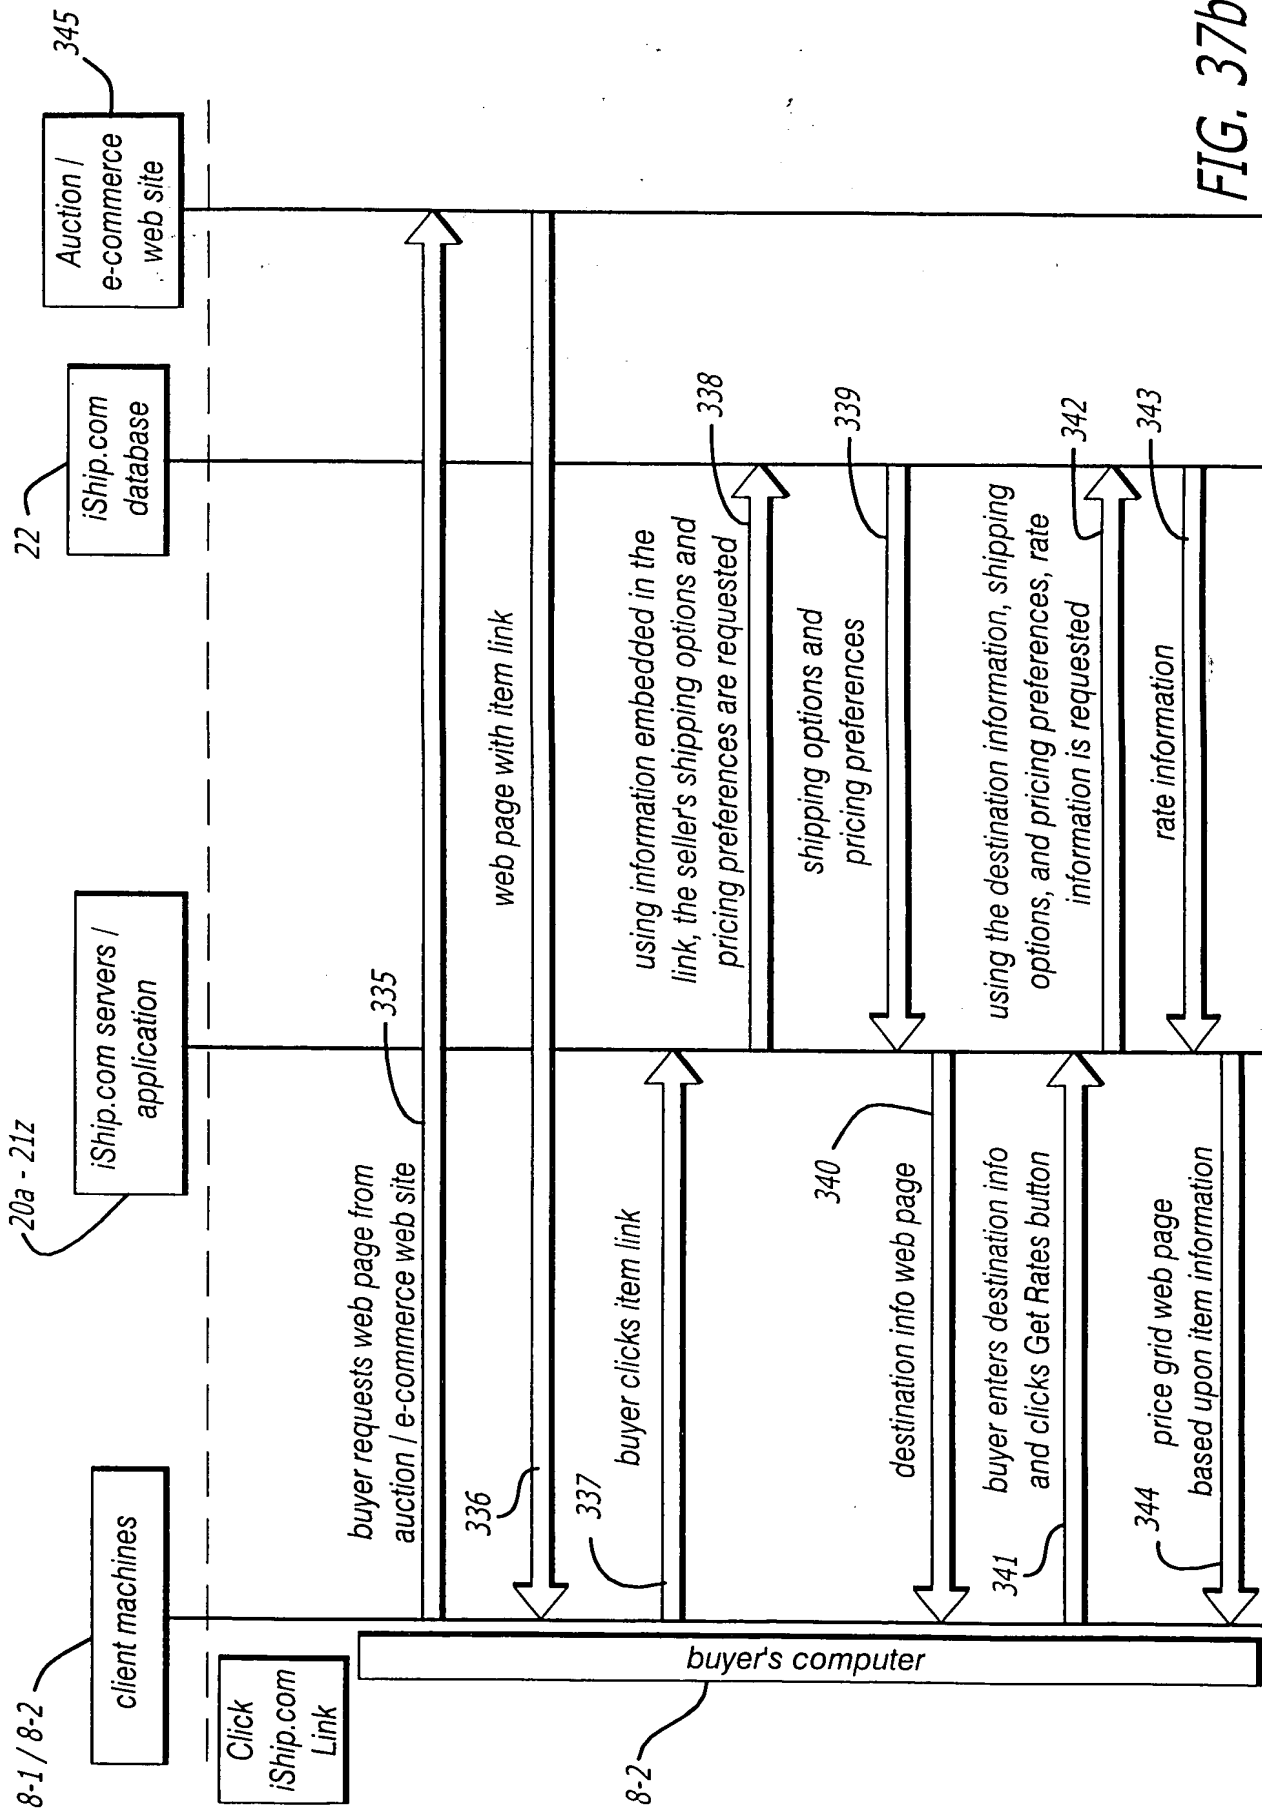 8-1 / 8-2
client machines
20a - 21z
iShip.com servers /
application
22
iShip.com
database
345
Auction /
e-commerce
web site
Click
iShip.com
Link
buyer requests web page from
auction / e-commerce web site
335
336
web page with item link
337
buyer clicks item link
using information embedded in the
link, the seller's shipping options and
pricing preferences are requested
338
shipping options and
pricing preferences
339
destination info web page
340
341
buyer enters destination info
and clicks Get Rates button
using the destination information, shipping
options, and pricing preferences, rate
information is requested
342
rate information
343
344
price grid web page
based upon item information
buyer's computer
8-2
FIG. 37b